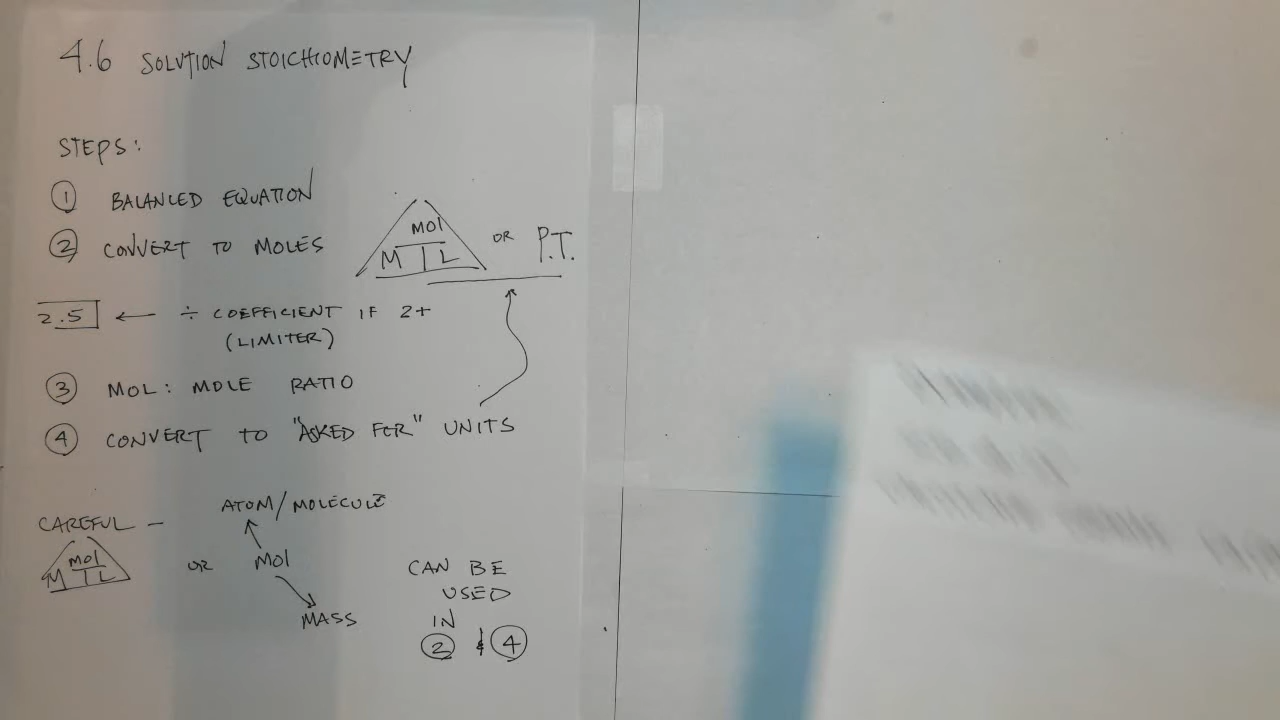 4.6 SOLUTION STOICHIOMETRY
STEPS:
① BALANCED EQUATION
② CONVERT TO MOLES
MOl
M L
OR P.T.
2.5 ← ÷ COEFFICIENT IF 2+
(LIMITER)
③ MOL: MOLE RATIO
④ CONVERT TO "ASKED FOR" UNITS
CAREFUL -
MOl
M L
OR
ATOM/MOLECULE
MOl
MASS
CAN BE
USED
IN
② & ④